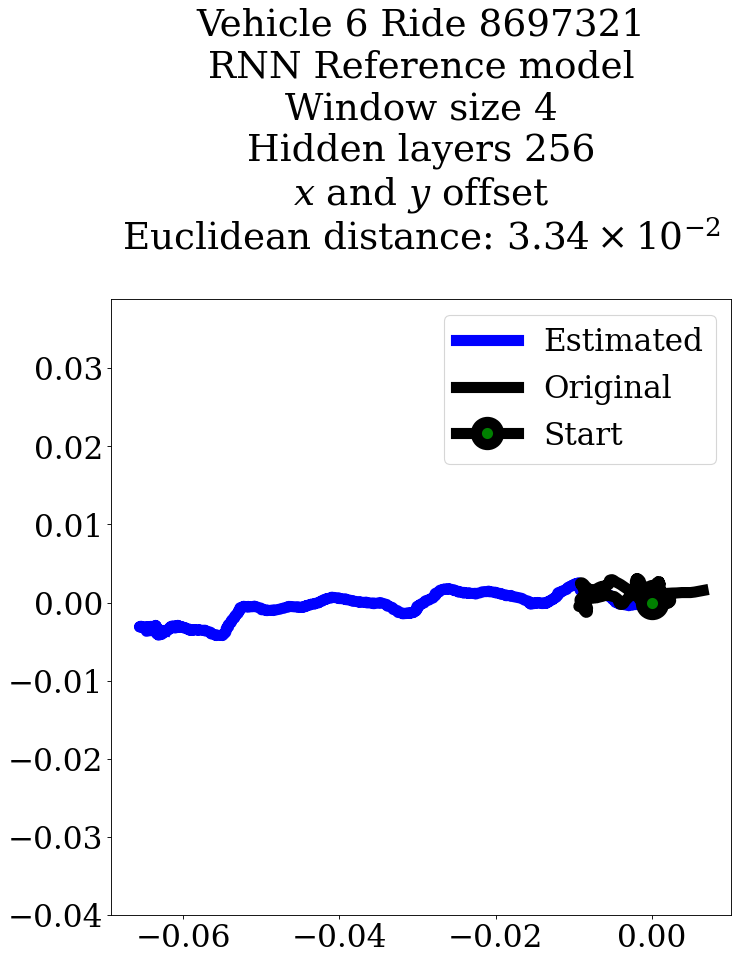 Vehicle 6 Ride 8697321
RNN Reference model
Window size 4
Hidden layers 256
x and y offset
Euclidean distance: 3.34 × 10⁻²
Estimated
Original
Start
0.03
0.02
0.01
0.00
−0.01
−0.02
−0.03
−0.04
−0.06 −0.04 −0.02 0.00